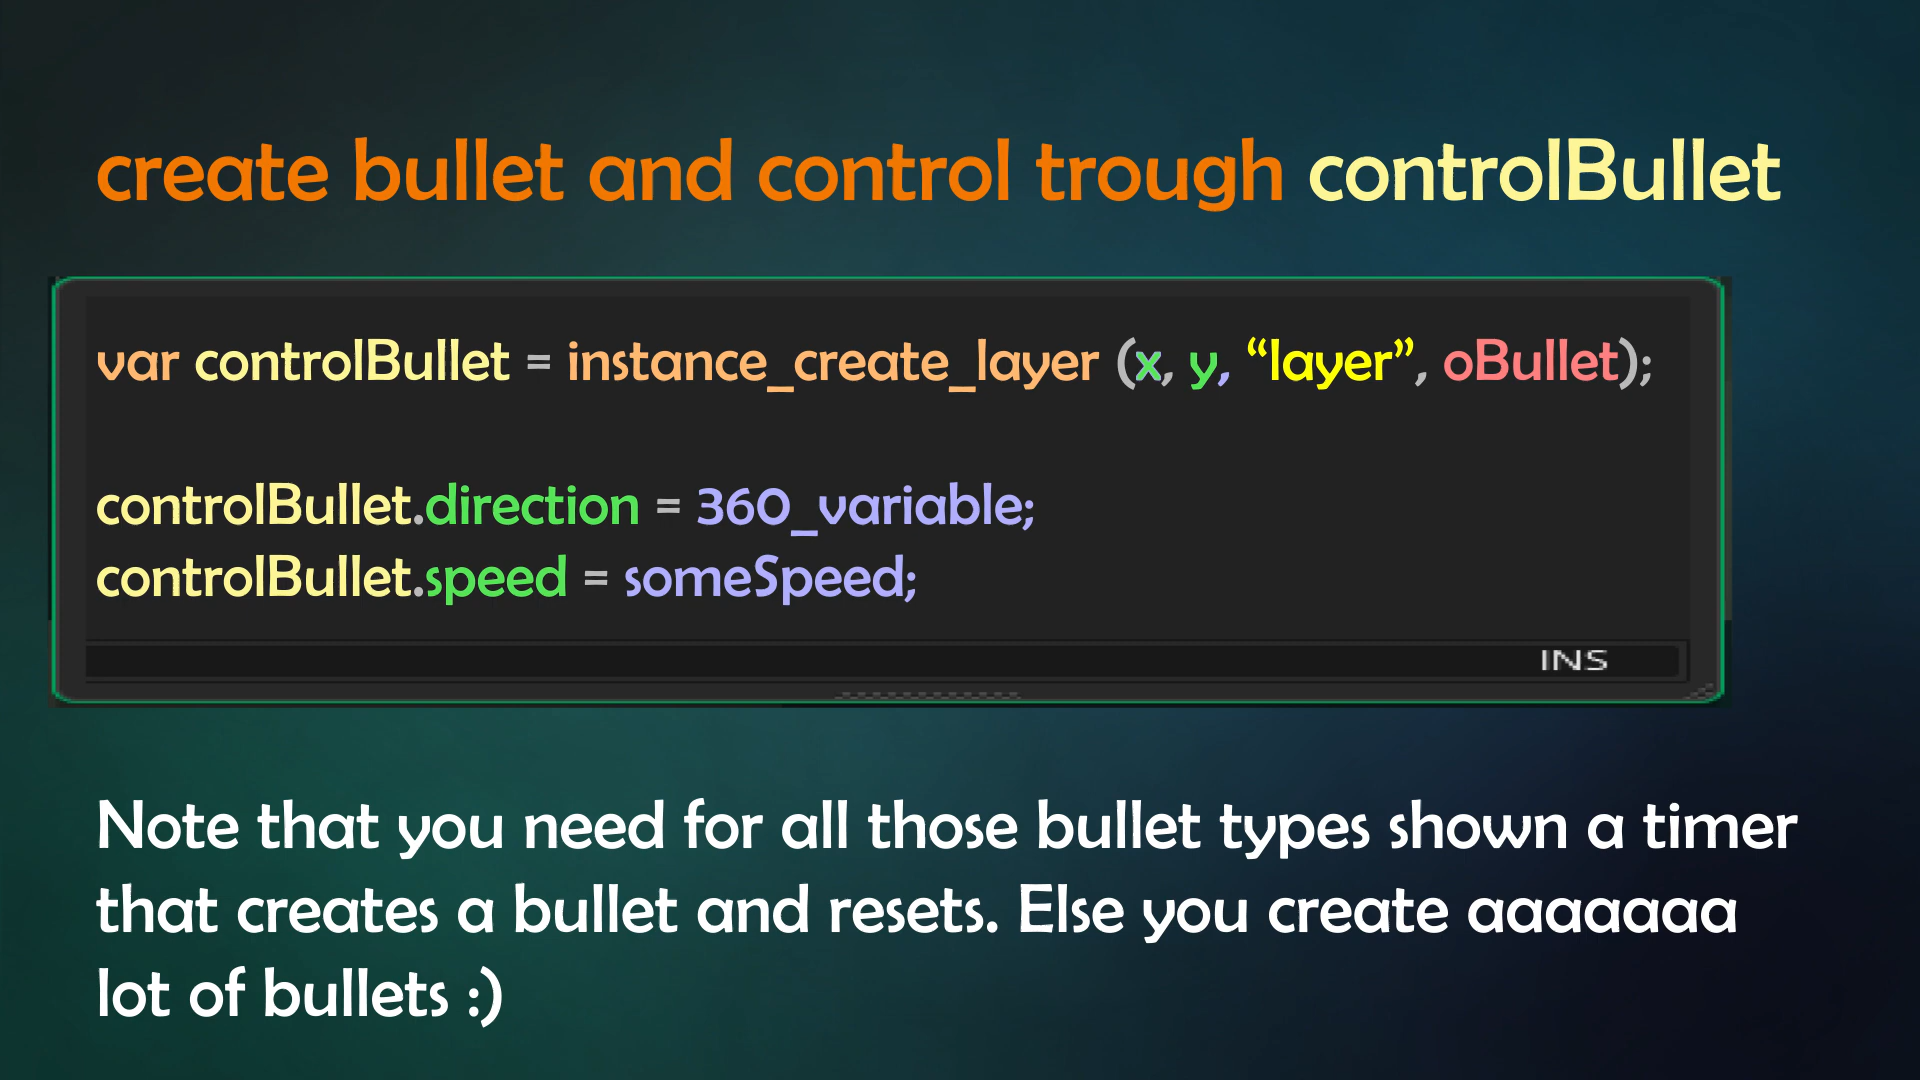 create bullet and control trough controlBullet
var controlBullet = instance_create_layer (x, y, “layer”, oBullet);
controlBullet.direction = 360_variable;
controlBullet.speed = someSpeed;
INS
Note that you need for all those bullet types shown a timer
that creates a bullet and resets. Else you create aaaaaaa
lot of bullets :)